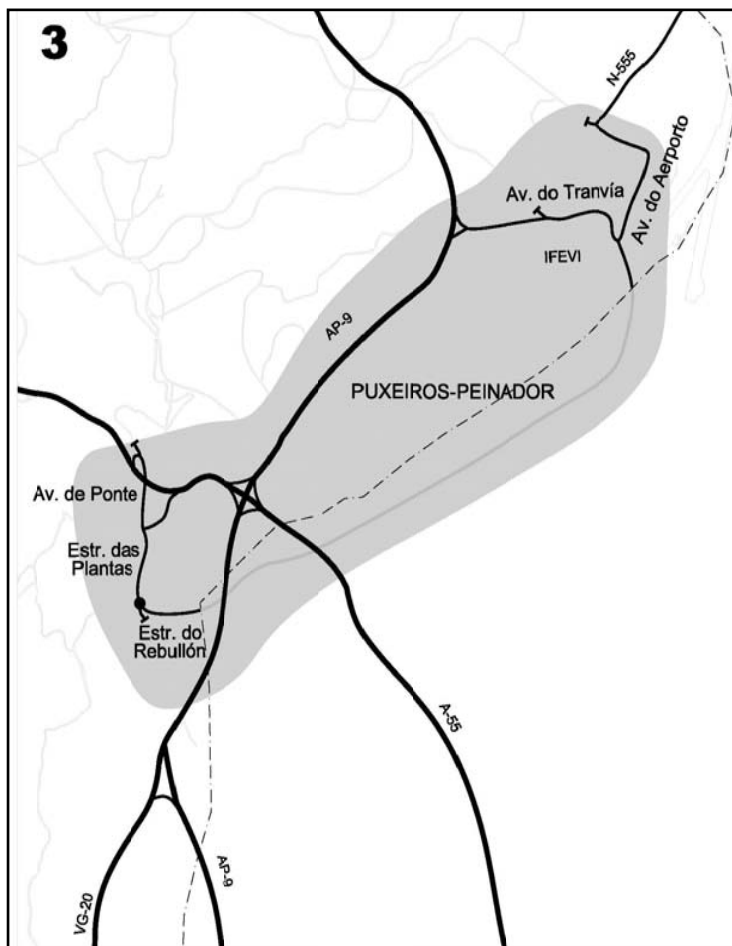 3
N-555
Av. do Aerporto
Av. do Tranvía
IFEVI
AP-9
PUXEIROS-PEINADOR
Av. de Ponte
Estr. das
Plantas
Estr. do
Rebullón
A-55
AP-9
VG-20